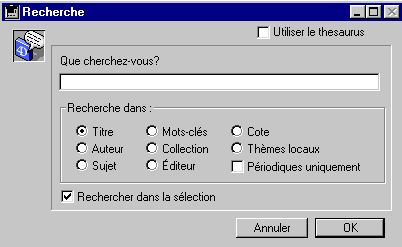 Recherche
Utiliser le thesaurus
Que cherchez-vous?
Recherche dans :
Titre Mots-clés Cote
Auteur Collection Thèmes locaux
Sujet Éditeur Périodiques uniquement
Rechercher dans la sélection
Annuler OK